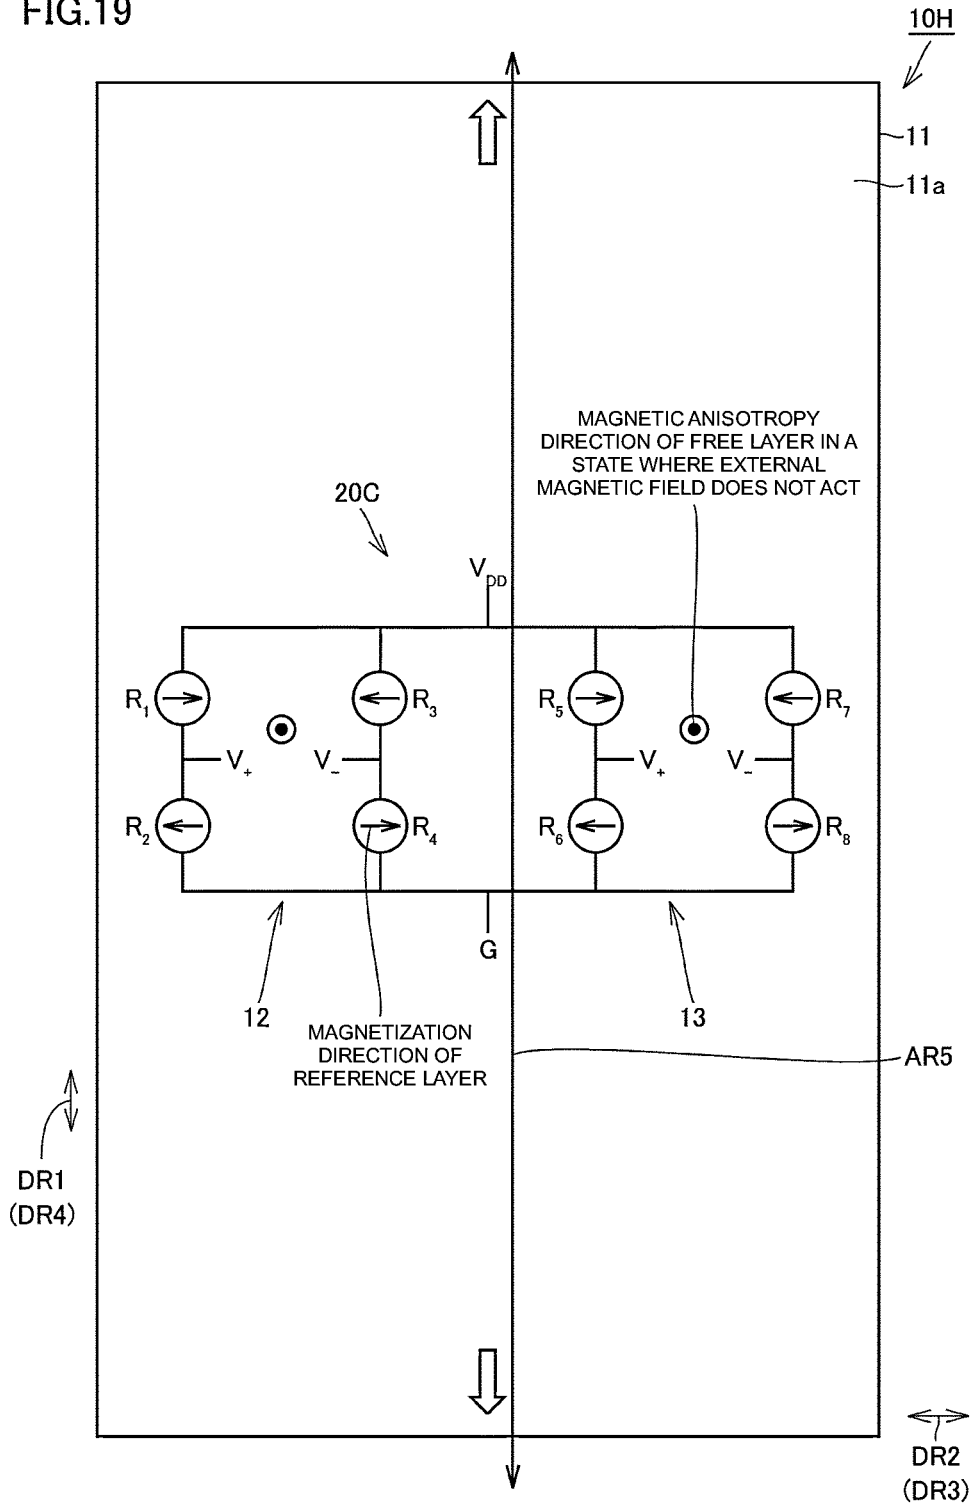 FIG.19
10H
11
11a
MAGNETIC ANISOTROPY
DIRECTION OF FREE LAYER IN A
STATE WHERE EXTERNAL
MAGNETIC FIELD DOES NOT ACT
20C
VDD
R1
R3
R5
R7
V+
V−
V+
V−
R2
R4
R6
R8
G
12
13
MAGNETIZATION
DIRECTION OF
REFERENCE LAYER
AR5
DR1
(DR4)
DR2
(DR3)